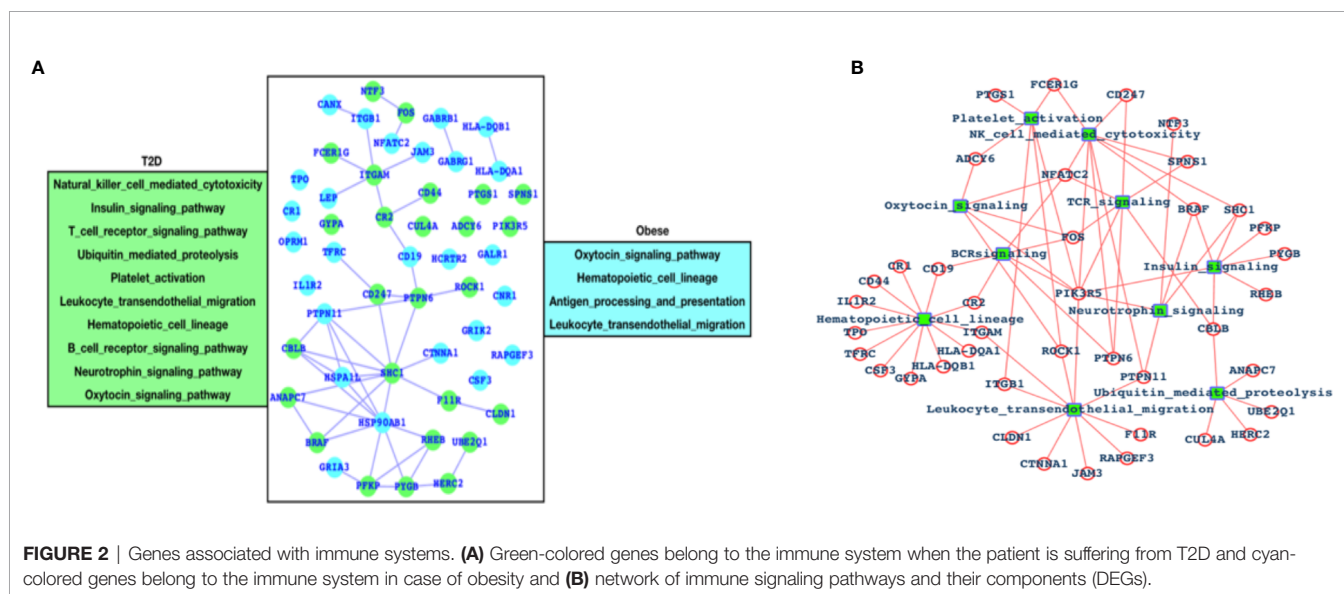 A
T2D
Natural_killer_cell_mediated_cytotoxicity
Insulin_signaling_pathway
T_cell_receptor_signaling_pathway
Ubiquitin_mediated_proteolysis
Platelet_activation
Leukocyte_transendothelial_migration
Hematopoietic_cell_lineage
B_cell_receptor_signaling_pathway
Neurotrophin_signaling_pathway
Oxytocin_signaling_pathway
NTF3
CANX
FOS
ITGB1
GABRB1
HLA-DQB1
NFATC2
FCER1G
JAM3
GABRG1
HLA-DQA1
ITGAM
TPO
LEP
CD44
PTGS1
SPNS1
CR1
CR2
GYPA
CUL4A
ADCY6
PIK3R5
OPRM1
TFRC
CD19
HCRTR2
GALR1
IL1R2
CD247
PTPN6
ROCK1
CNR1
PTPN11
GRIK2
CBLB
CTNNA1
RAPGEF3
HSPA1L
SHC1
CSF3
ANAPC7
F11R
CLDN1
HSP90AB1
BRAF
RHEB
UBE2Q1
GRIA3
PFKP
PYGB
HERC2
Obese
Oxytocin_signaling_pathway
Hematopoietic_cell_lineage
Antigen_processing_and_presentation
Leukocyte_transendothelial_migration
B
FCER1G
PTGS1
CD247
Platelet_activation
NTF3
NK_cell_mediated_cytotoxicity
ADCY6
SPNS1
NFATC2
Oxytocin_signaling
TCR_signaling
BRAF
SHC1
PFKP
FOS
BCRsignaling
PYGB
CR1
CD19
Insulin_signaling
CD44
RHEB
IL1R2
PIK3R5
CR2
Neurotrophin_signaling
Hematopoietic_cell_lineage
TPO
ITGAM
CBLB
TFRC
HLA-DQA1
ROCK1
PTPN6
CSF3
HLA-DQB1
GYPA
ANAPC7
ITGB1
PTPN11
Ubiquitin_mediated_proteolysis
Leukocyte_transendothelial_migration
UBE2Q1
CLDN1
F11R
HERC2
CUL4A
CTNNA1
RAPGEF3
JAM3
FIGURE 2 | Genes associated with immune systems. (A) Green-colored genes belong to the immune system when the patient is suffering from T2D and cyan-
colored genes belong to the immune system in case of obesity and (B) network of immune signaling pathways and their components (DEGs).